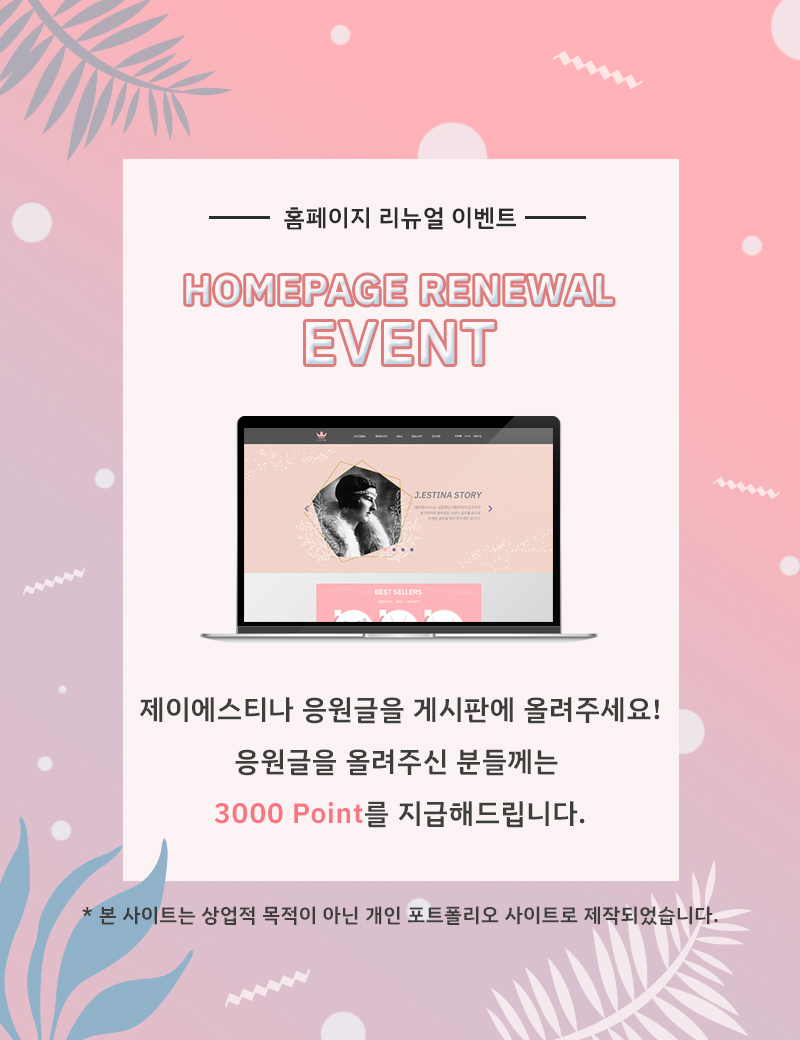 홈페이지 리뉴얼 이벤트
HOMEPAGE RENEWAL
EVENT
J.ESTINA STORY
BEST SELLERS
제이에스티나 응원글을 게시판에 올려주세요!
응원글을 올려주신 분들께는
3000 Point를 지급해드립니다.
* 본 사이트는 상업적 목적이 아닌 개인 포트폴리오 사이트로 제작되었습니다.